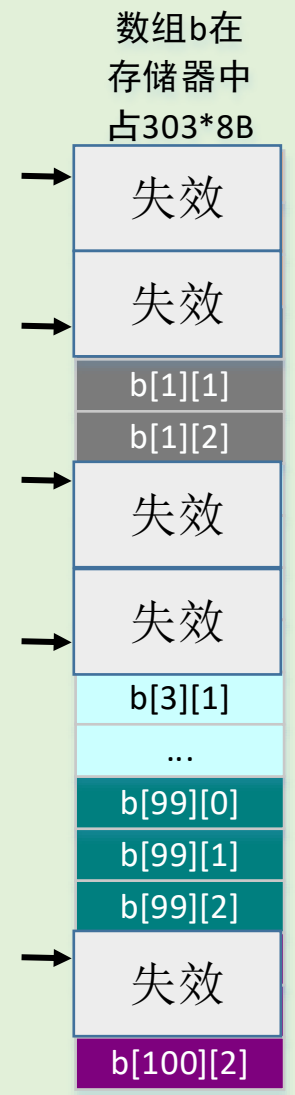 数组b在
存储器中
占303*8B
失效
失效
b[1][1]
b[1][2]
失效
失效
b[3][1]
...
b[99][0]
b[99][1]
b[99][2]
失效
b[100][2]